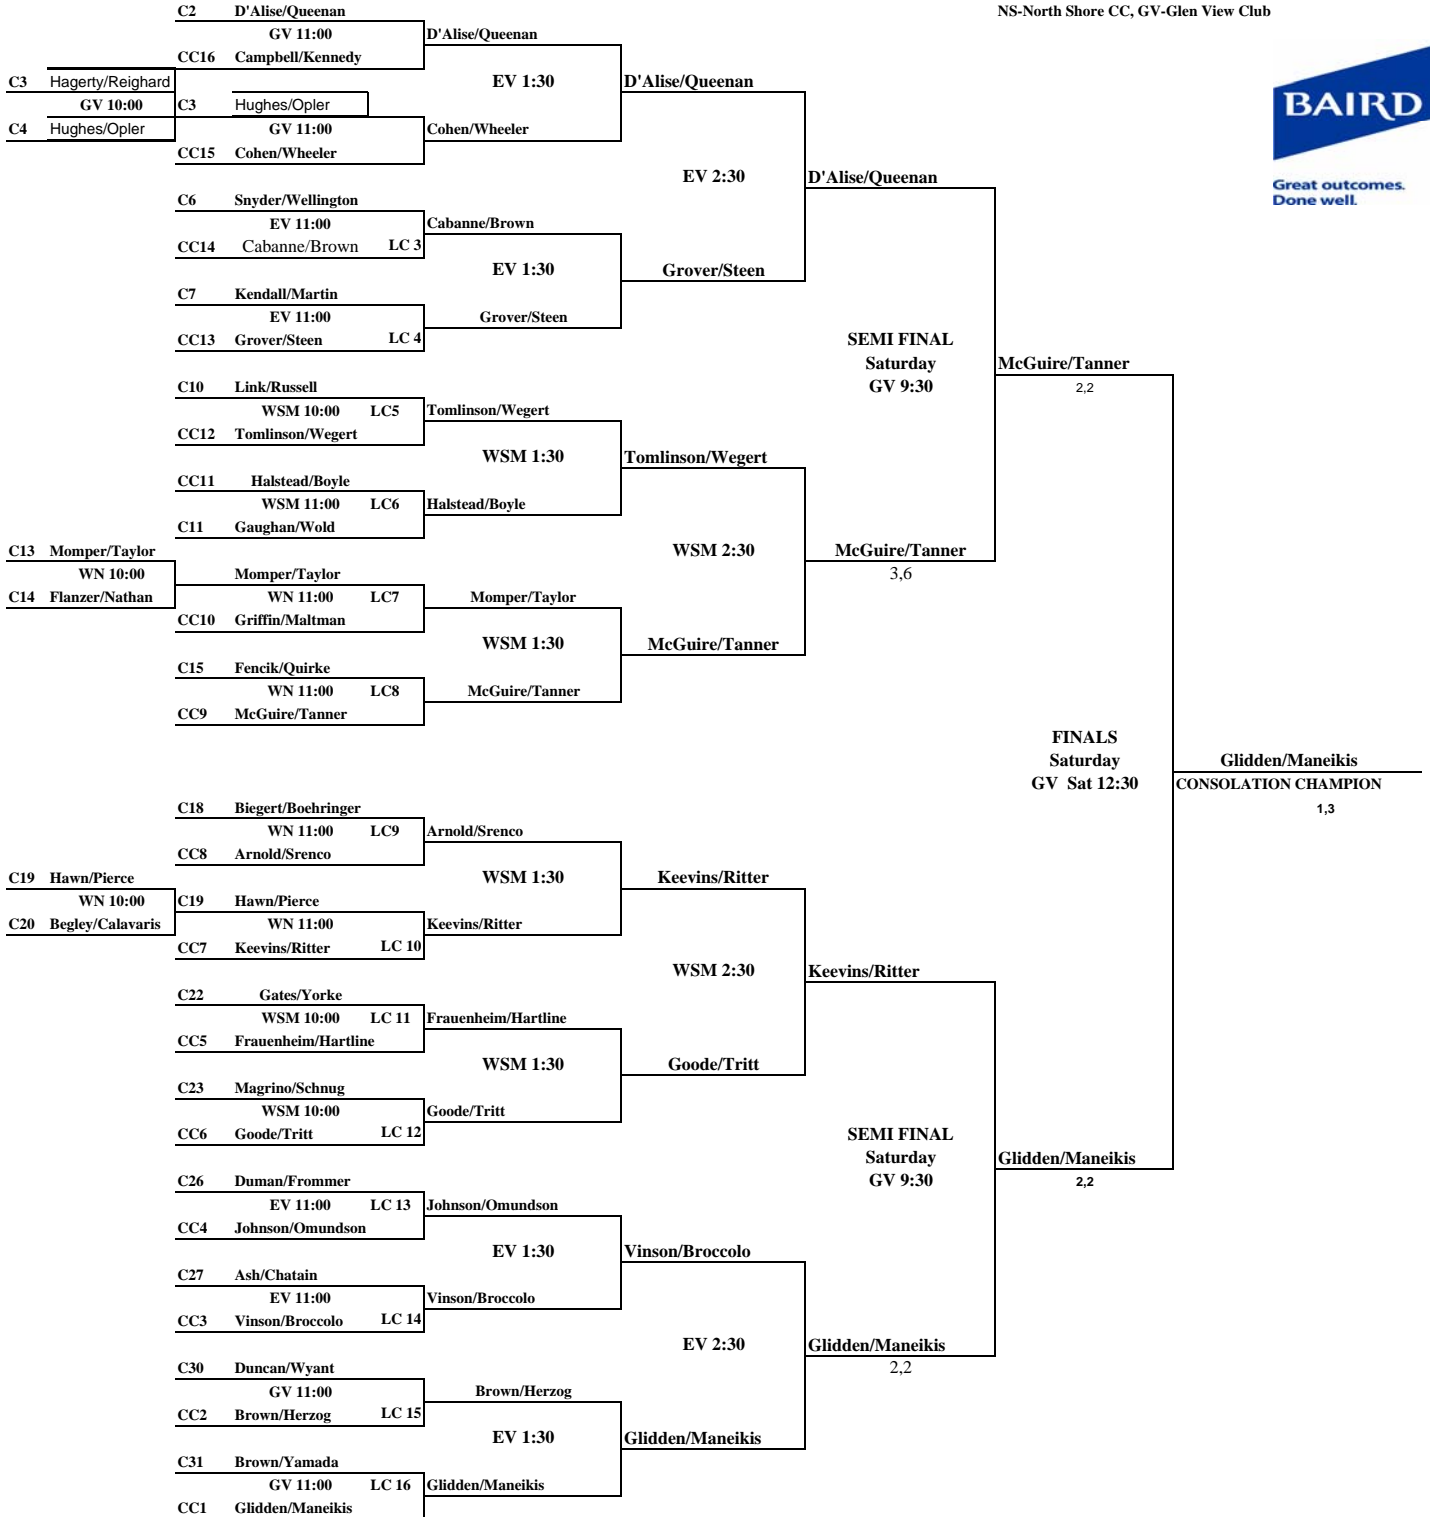 C2 D'Alise/Queenan
NS-North Shore CC, GV-Glen View Club
GV 11:00
D'Alise/Queenan
CC16 Campbell/Kennedy
C3 Hagerty/Reighard
EV 1:30
D'Alise/Queenan
GV 10:00
C3 Hughes/Opler
C4 Hughes/Opler
GV 11:00
Cohen/Wheeler
CC15 Cohen/Wheeler
BAIRD
Great outcomes.
Done well.
EV 2:30
D'Alise/Queenan
C6 Snyder/Wellington
EV 11:00
Cabanne/Brown
CC14 Cabanne/Brown LC 3
EV 1:30
Grover/Steen
C7 Kendall/Martin
EV 11:00
Grover/Steen
CC13 Grover/Steen LC 4
SEMI FINAL
Saturday
GV 9:30
McGuire/Tanner
2,2
C10 Link/Russell
WSM 10:00 LC5
Tomlinson/Wegert
CC12 Tomlinson/Wegert
WSM 1:30
Tomlinson/Wegert
CC11 Halstead/Boyle
WSM 11:00 LC6
Halstead/Boyle
C11 Gaughan/Wold
C13 Momper/Taylor
WSM 2:30
McGuire/Tanner
3,6
WN 10:00
Momper/Taylor
C14 Flanzer/Nathan
WN 11:00 LC7
Momper/Taylor
CC10 Griffin/Maltman
WSM 1:30
McGuire/Tanner
C15 Fencik/Quirke
WN 11:00 LC8
McGuire/Tanner
CC9 McGuire/Tanner
FINALS
Saturday
GV Sat 12:30
Glidden/Maneikis
CONSOLATION CHAMPION
1,3
C18 Biegert/Boehringer
WN 11:00 LC9
Arnold/Srenco
CC8 Arnold/Srenco
C19 Hawn/Pierce
WSM 1:30
Keevins/Ritter
WN 10:00
C19 Hawn/Pierce
C20 Begley/Calavaris
WN 11:00
Keevins/Ritter
CC7 Keevins/Ritter LC 10
WSM 2:30
Keevins/Ritter
C22 Gates/Yorke
WSM 10:00 LC 11
Frauenheim/Hartline
CC5 Frauenheim/Hartline
WSM 1:30
Goode/Tritt
C23 Magrino/Schnug
WSM 10:00
Goode/Tritt
CC6 Goode/Tritt LC 12
SEMI FINAL
Saturday
GV 9:30
Glidden/Maneikis
2,2
C26 Duman/Frommer
EV 11:00 LC 13
Johnson/Omundson
CC4 Johnson/Omundson
EV 1:30
Vinson/Broccolo
C27 Ash/Chatain
EV 11:00
Vinson/Broccolo
CC3 Vinson/Broccolo LC 14
EV 2:30
Glidden/Maneikis
2,2
C30 Duncan/Wyant
GV 11:00
Brown/Herzog
CC2 Brown/Herzog LC 15
EV 1:30
Glidden/Maneikis
C31 Brown/Yamada
GV 11:00 LC 16
Glidden/Maneikis
CC1 Glidden/Maneikis